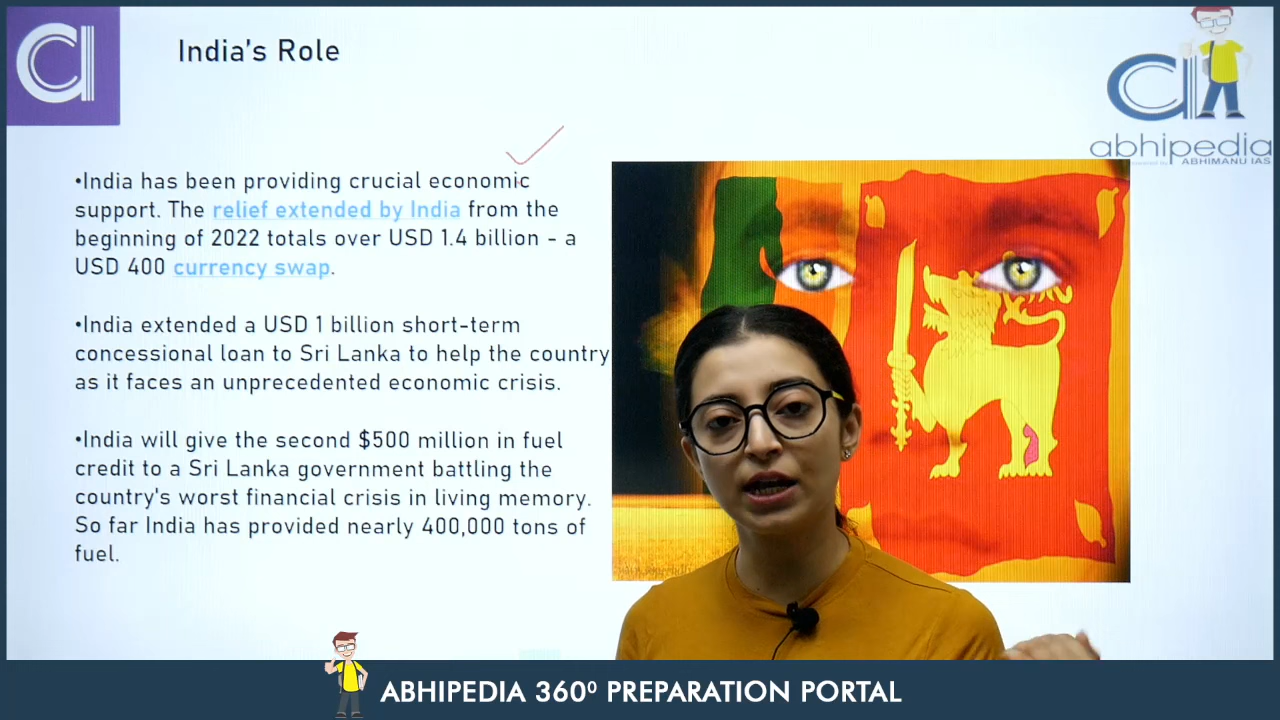 India's Role
abhipedia
ABHIMANU IAS
•India has been providing crucial economic
support. The relief extended by India from the
beginning of 2022 totals over USD 1.4 billion - a
USD 400 currency swap.
•India extended a USD 1 billion short-term
concessional loan to Sri Lanka to help the country
as it faces an unprecedented economic crisis.
•India will give the second $500 million in fuel
credit to a Sri Lanka government battling the
country's worst financial crisis in living memory.
So far India has provided nearly 400,000 tons of
fuel.
ABHIPEDIA 360⁰ PREPARATION PORTAL